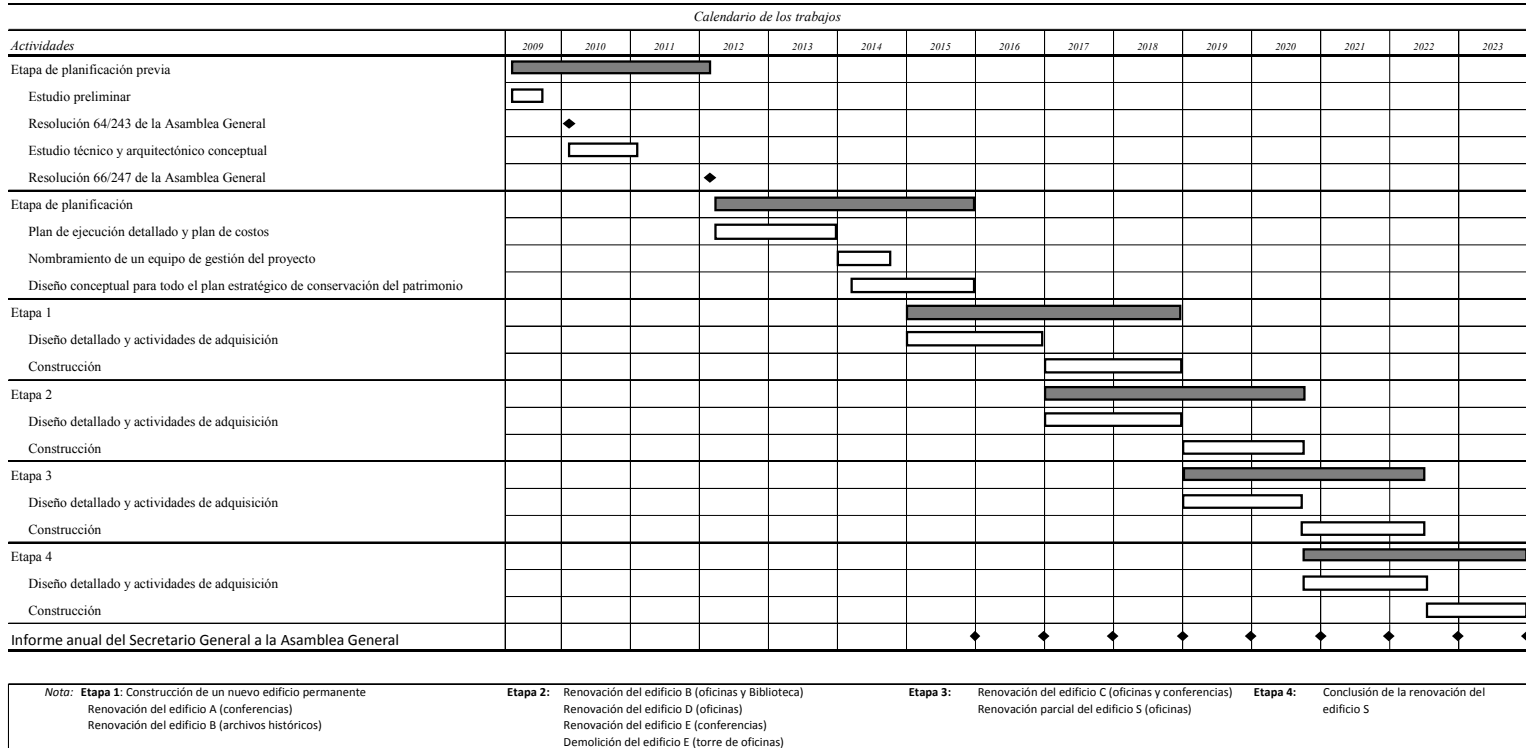 Calendario de los trabajos
Actividades 2009 2010 2011 2012 2013 2014 2015 2016 2017 2018 2019 2020 2021 2022 2023
Etapa de planificación previa
Estudio preliminar
Resolución 64/243 de la Asamblea General
Estudio técnico y arquitectónico conceptual
Resolución 66/247 de la Asamblea General
Etapa de planificación
Plan de ejecución detallado y plan de costos
Nombramiento de un equipo de gestión del proyecto
Diseño conceptual para todo el plan estratégico de conservación del patrimonio
Etapa 1
Diseño detallado y actividades de adquisición
Construcción
Etapa 2
Diseño detallado y actividades de adquisición
Construcción
Etapa 3
Diseño detallado y actividades de adquisición
Construcción
Etapa 4
Diseño detallado y actividades de adquisición
Construcción
Informe anual del Secretario General a la Asamblea General
Nota: Etapa 1: Construcción de un nuevo edificio permanente
Renovación del edificio A (conferencias)
Renovación del edificio B (archivos históricos)
Etapa 2: Renovación del edificio B (oficinas y Biblioteca)
Renovación del edificio D (oficinas)
Renovación del edificio E (conferencias)
Demolición del edificio E (torre de oficinas)
Etapa 3: Renovación del edificio C (oficinas y conferencias)
Renovación parcial del edificio S (oficinas)
Etapa 4: Conclusión de la renovación del
edificio S